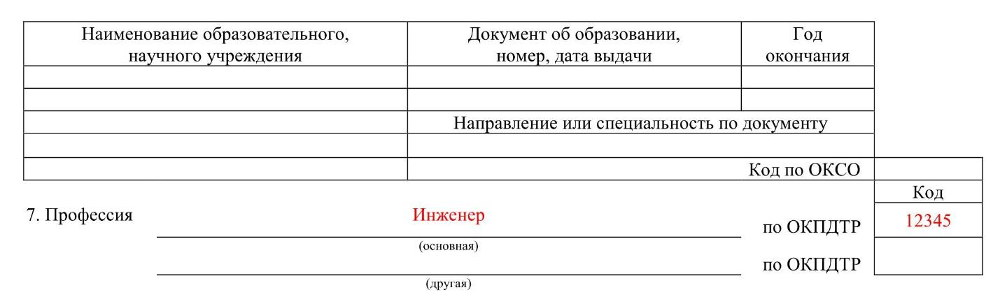 Наименование образовательного, научного учреждения
Документ об образовании, номер, дата выдачи
Год окончания
Направление или специальность по документу
Код по ОКСО
Код
7. Профессия Инженер по ОКПДТР 12345
(основная)
по ОКПДТР
(другая)